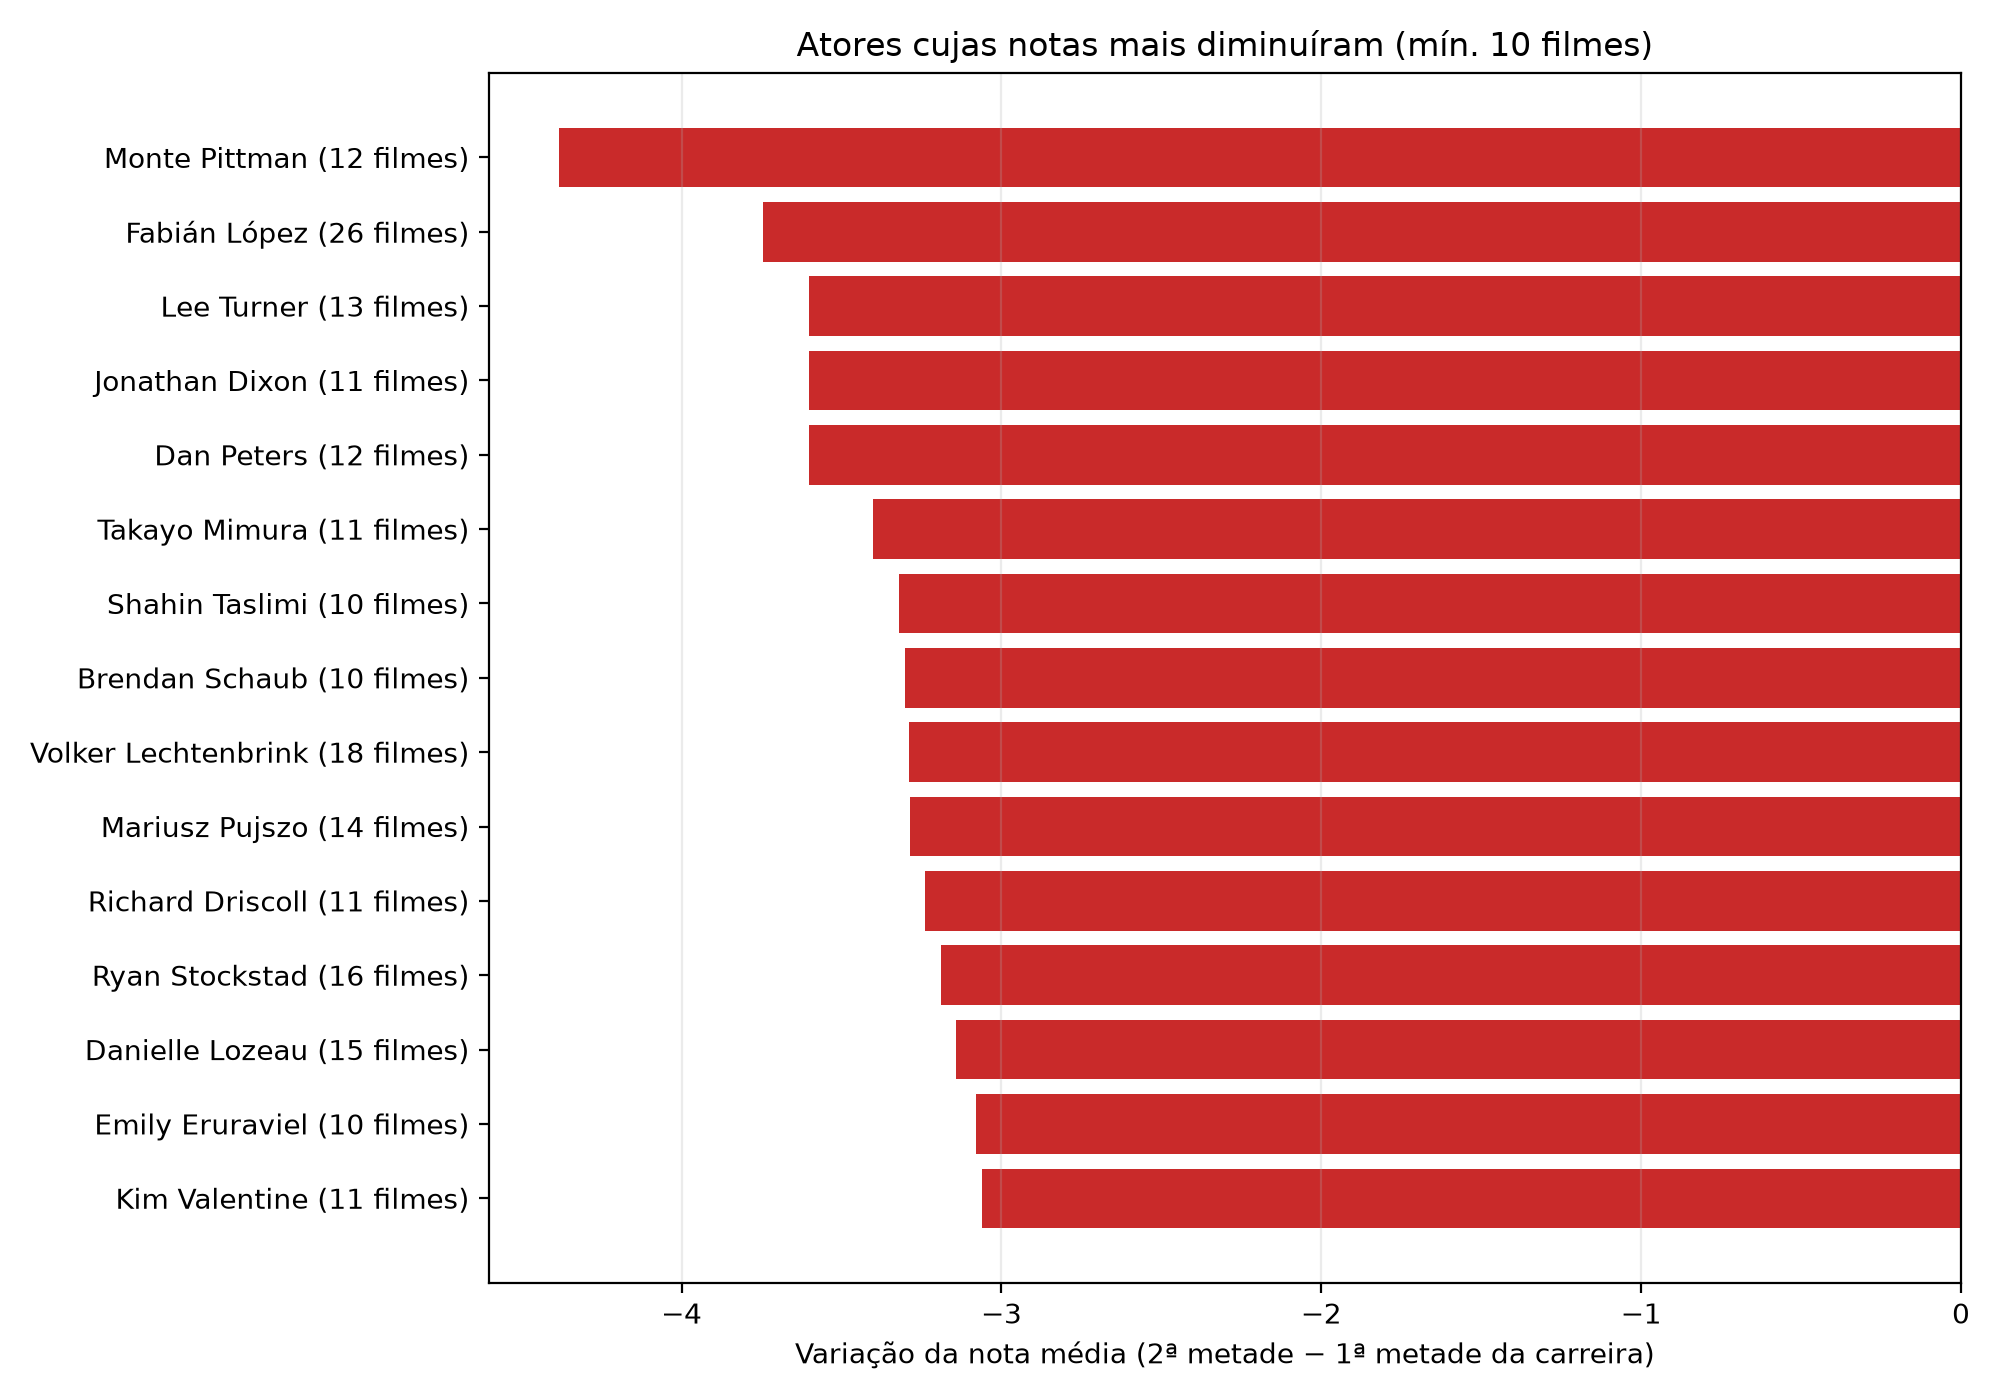 Atores cujas notas mais diminuíram (mín. 10 filmes)
Monte Pittman (12 filmes)
Fabián López (26 filmes)
Lee Turner (13 filmes)
Jonathan Dixon (11 filmes)
Dan Peters (12 filmes)
Takayo Mimura (11 filmes)
Shahin Taslimi (10 filmes)
Brendan Schaub (10 filmes)
Volker Lechtenbrink (18 filmes)
Mariusz Pujszo (14 filmes)
Richard Driscoll (11 filmes)
Ryan Stockstad (16 filmes)
Danielle Lozeau (15 filmes)
Emily Eruraviel (10 filmes)
Kim Valentine (11 filmes)
−4 −3 −2 −1 0
Variação da nota média (2ª metade − 1ª metade da carreira)